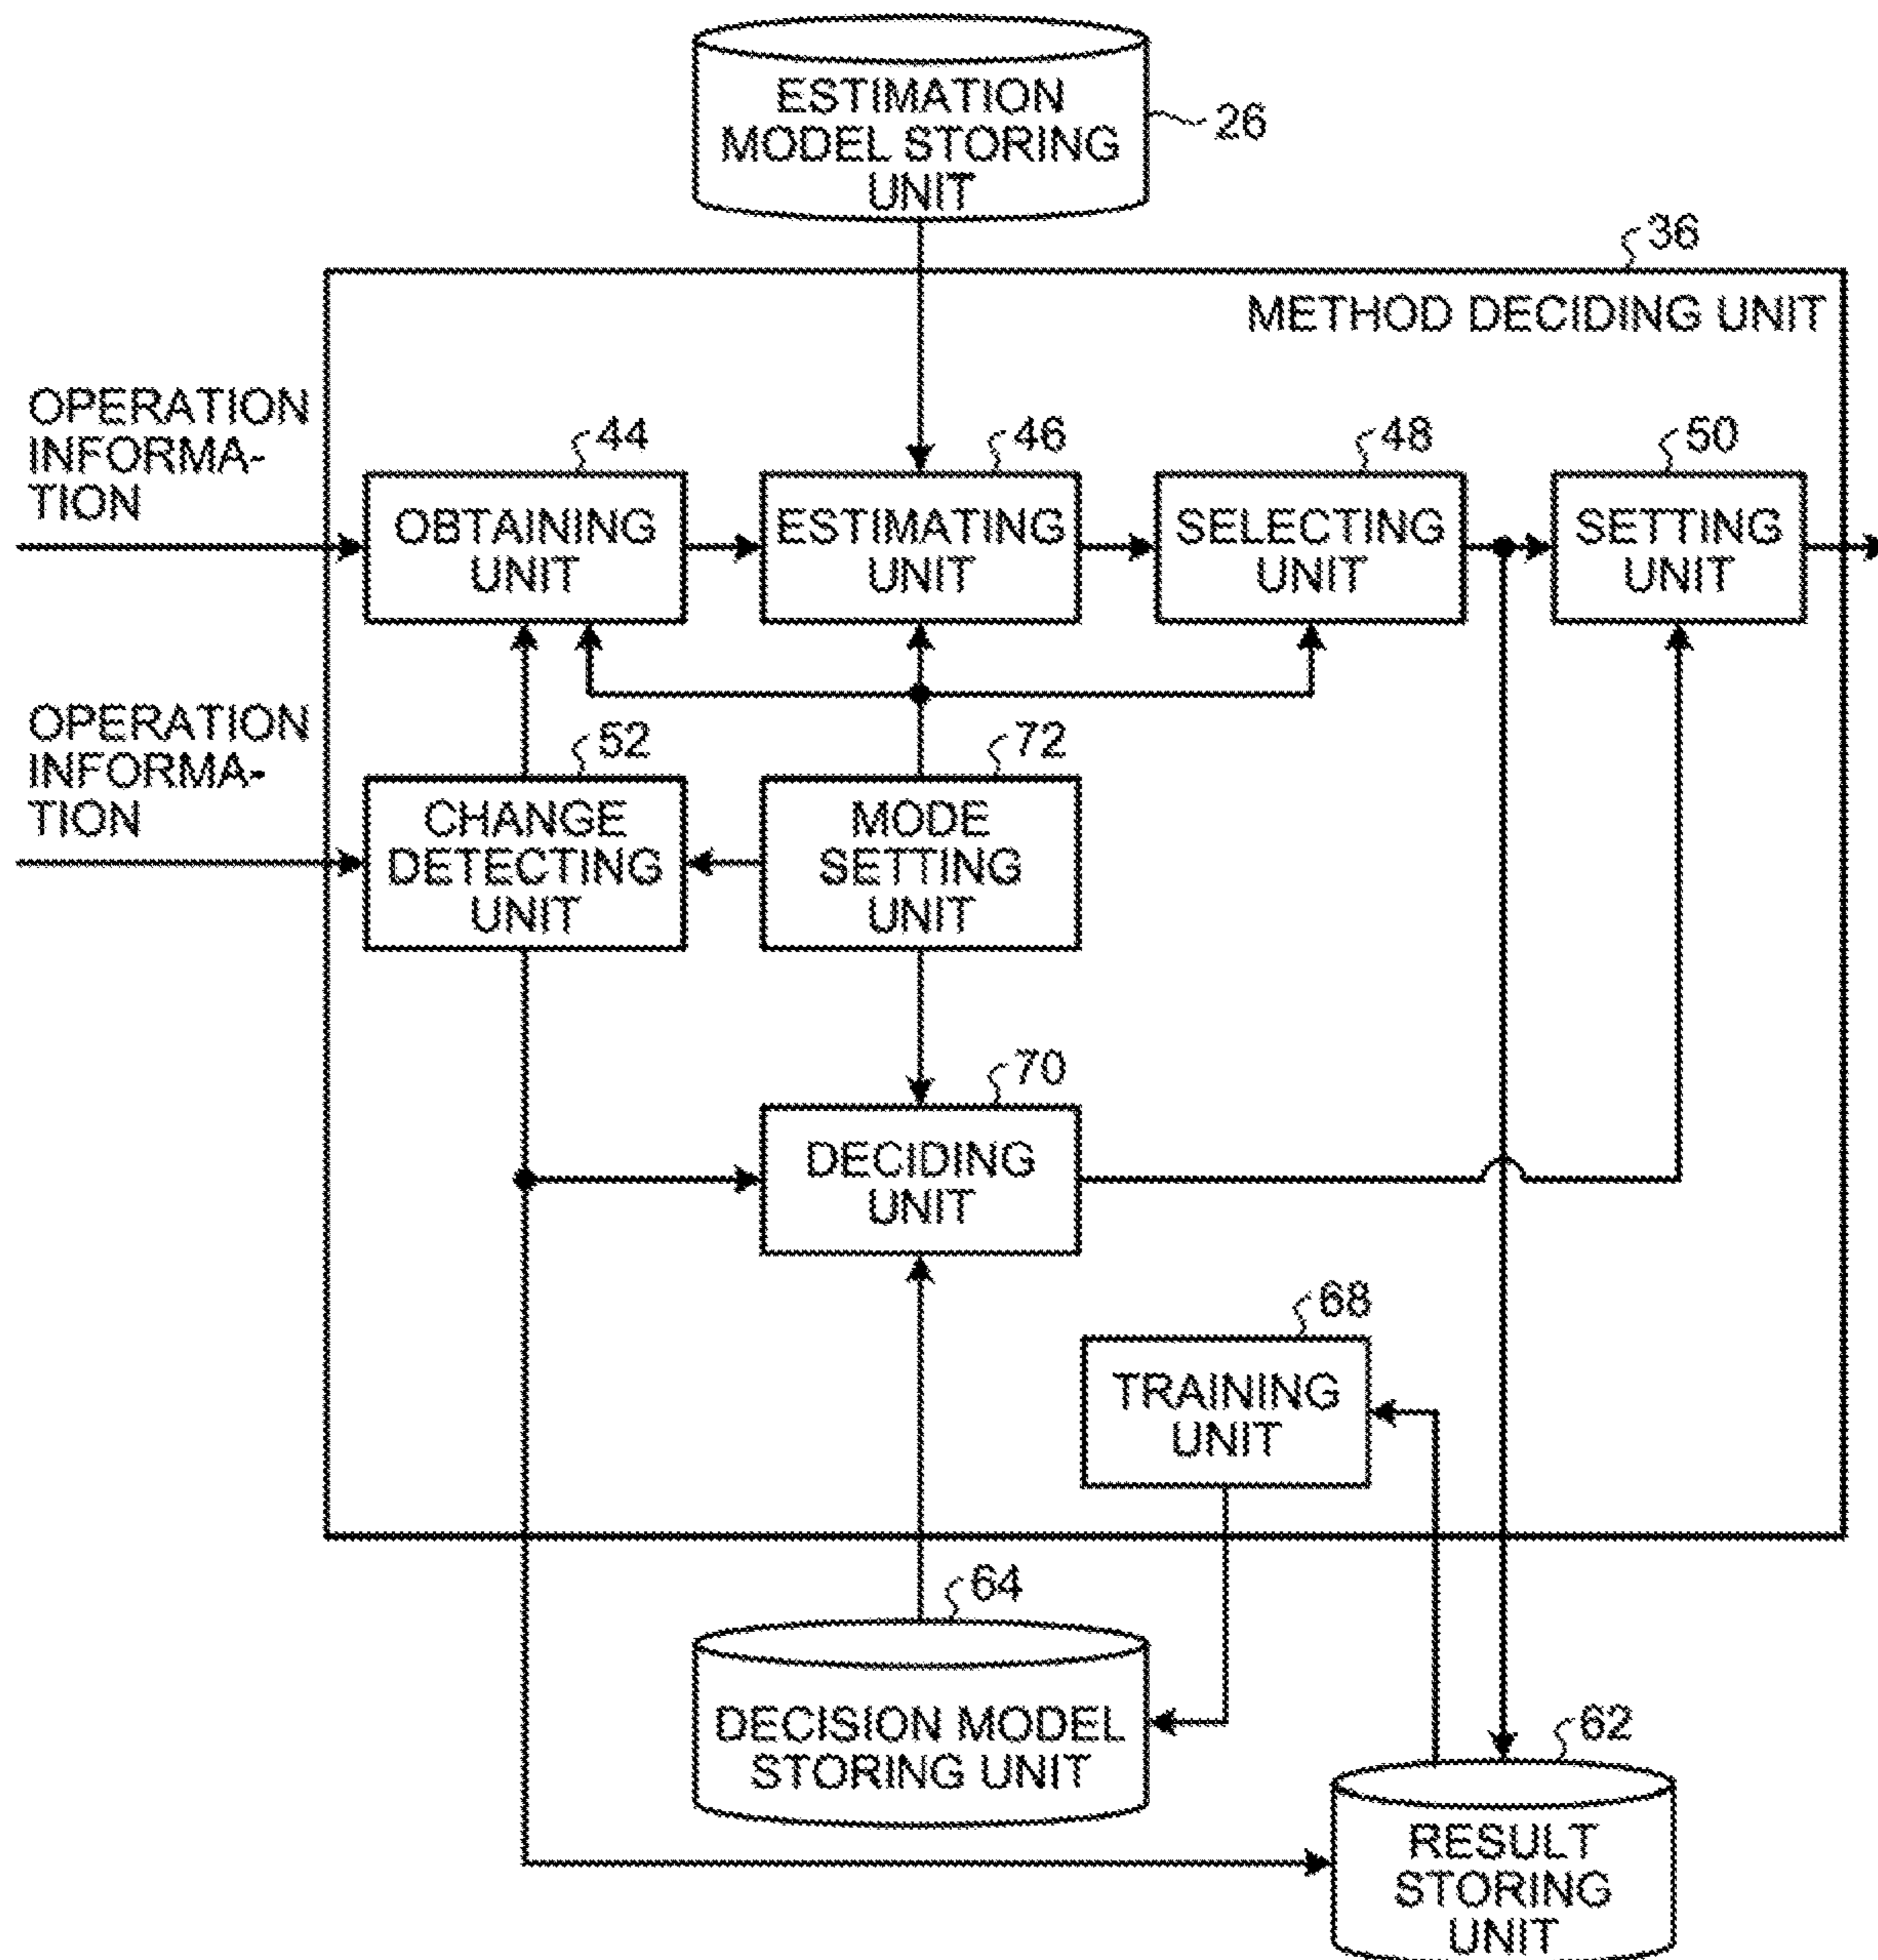 ESTIMATION
MODEL STORING
UNIT
26
36
METHOD DECIDING UNIT
OPERATION
INFORMA-
TION
44
46
48
50
OBTAINING
UNIT
ESTIMATING
UNIT
SELECTING
UNIT
SETTING
UNIT
OPERATION
INFORMA-
TION
52
72
CHANGE
DETECTING
UNIT
MODE
SETTING
UNIT
70
DECIDING
UNIT
68
TRAINING
UNIT
64
DECISION MODEL
STORING UNIT
62
RESULT
STORING
UNIT